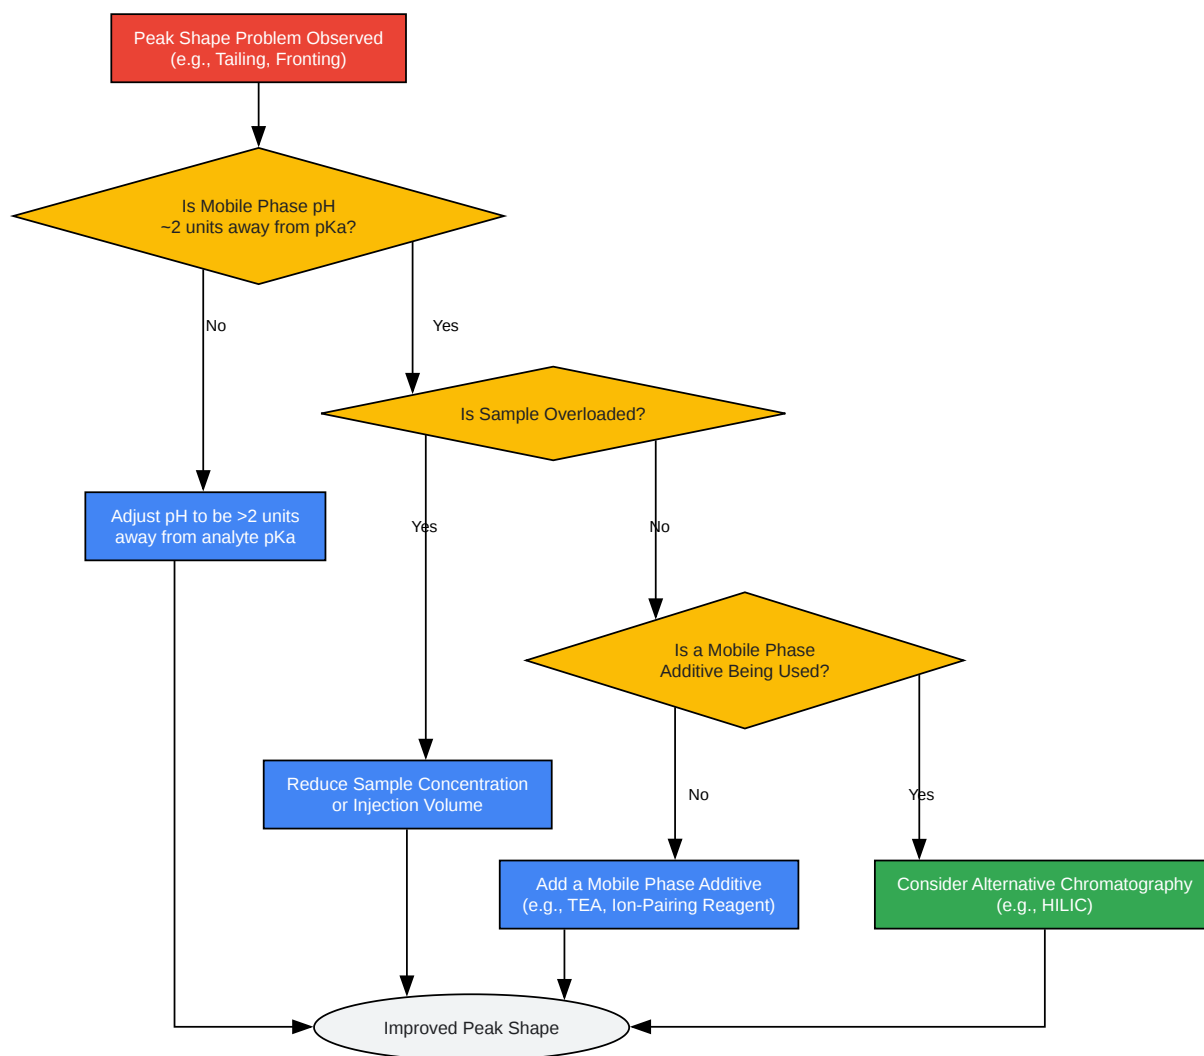 Peak Shape Problem Observed
(e.g., Tailing, Fronting)
Is Mobile Phase pH
~2 units away from pKa?
No
Yes
Is Sample Overloaded?
Adjust pH to be >2 units
away from analyte pKa
Yes
No
Is a Mobile Phase
Additive Being Used?
Reduce Sample Concentration
or Injection Volume
No
Yes
Add a Mobile Phase Additive
(e.g., TEA, Ion-Pairing Reagent)
Consider Alternative Chromatography
(e.g., HILIC)
Improved Peak Shape